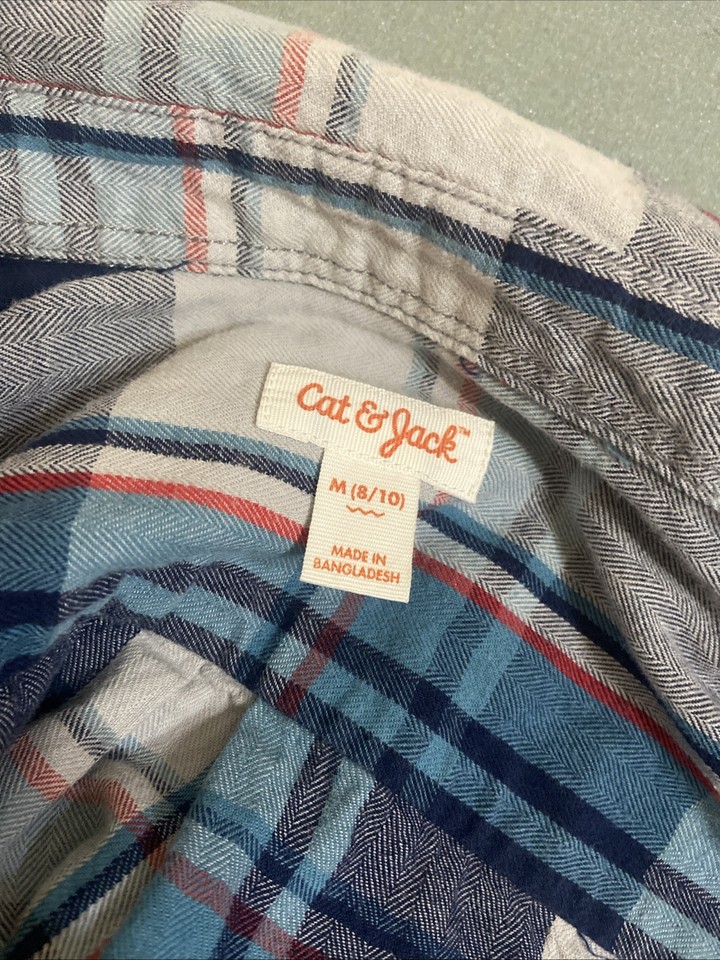 Cat & Jack™
M (8/10)
MADE IN
BANGLADESH